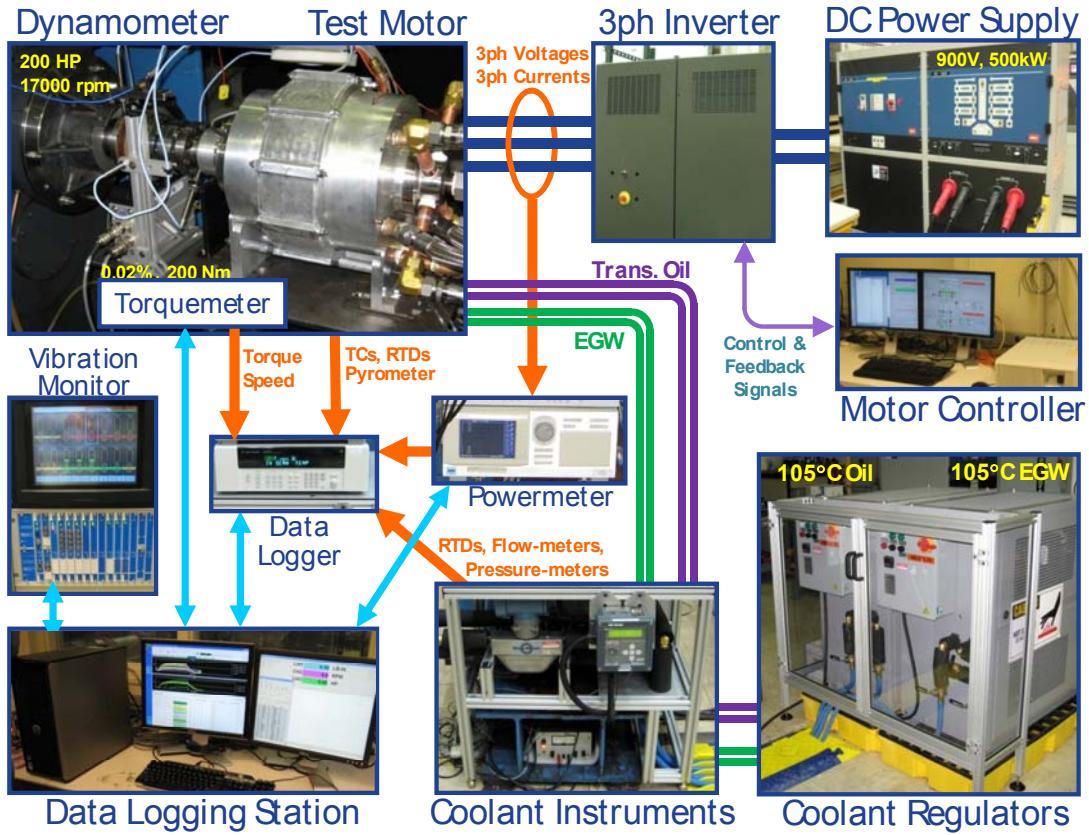 Dynamometer
Test Motor
3ph Inverter
DC Power Supply
200 HP
17000 rpm
3ph Voltages
3ph Currents
900V, 500kW
0.02%, 200 Nm
Torquemeter
Trans. Oil
EGW
Control &
Feedback
Signals
Motor Controller
Vibration
Monitor
Torque
Speed
TCs, RTDs
Pyrometer
Powermeter
Data
Logger
RTDs, Flow-meters,
Pressure-meters
105°C Oil
105°C EGW
Data Logging Station
Coolant Instruments
Coolant Regulators